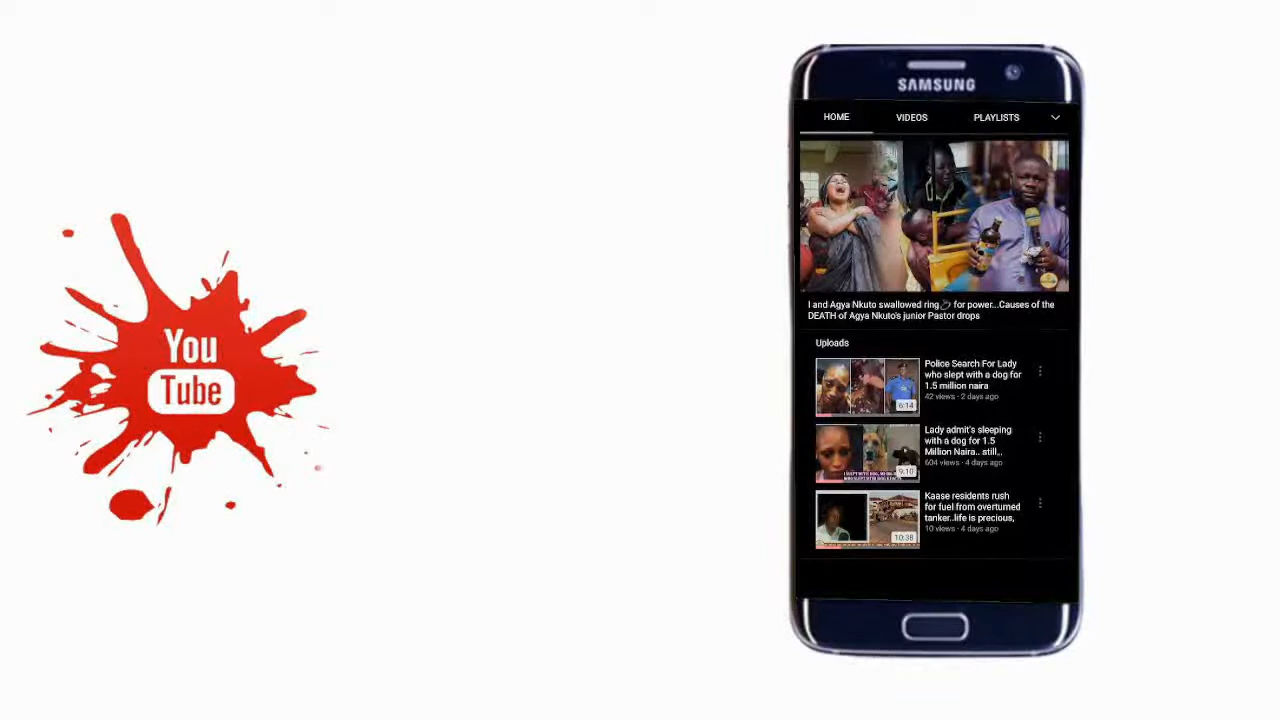 You
Tube
SAMSUNG
HOME
VIDEOS
PLAYLISTS
I and Agya Nkuto swallowed ring💍 for power...Causes of the
DEATH of Agya Nkuto's junior Pastor drops
Uploads
Police Search For Lady
who slept with a dog for
1.5 million naira
42 views · 2 days ago
6:14
Lady admit's sleeping
with a dog for 1.5
Million Naira.. still...
604 views · 4 days ago
9:10
Kaase residents rush
for fuel from overturned
tanker..life is precious,
10 views · 4 days ago
10:38